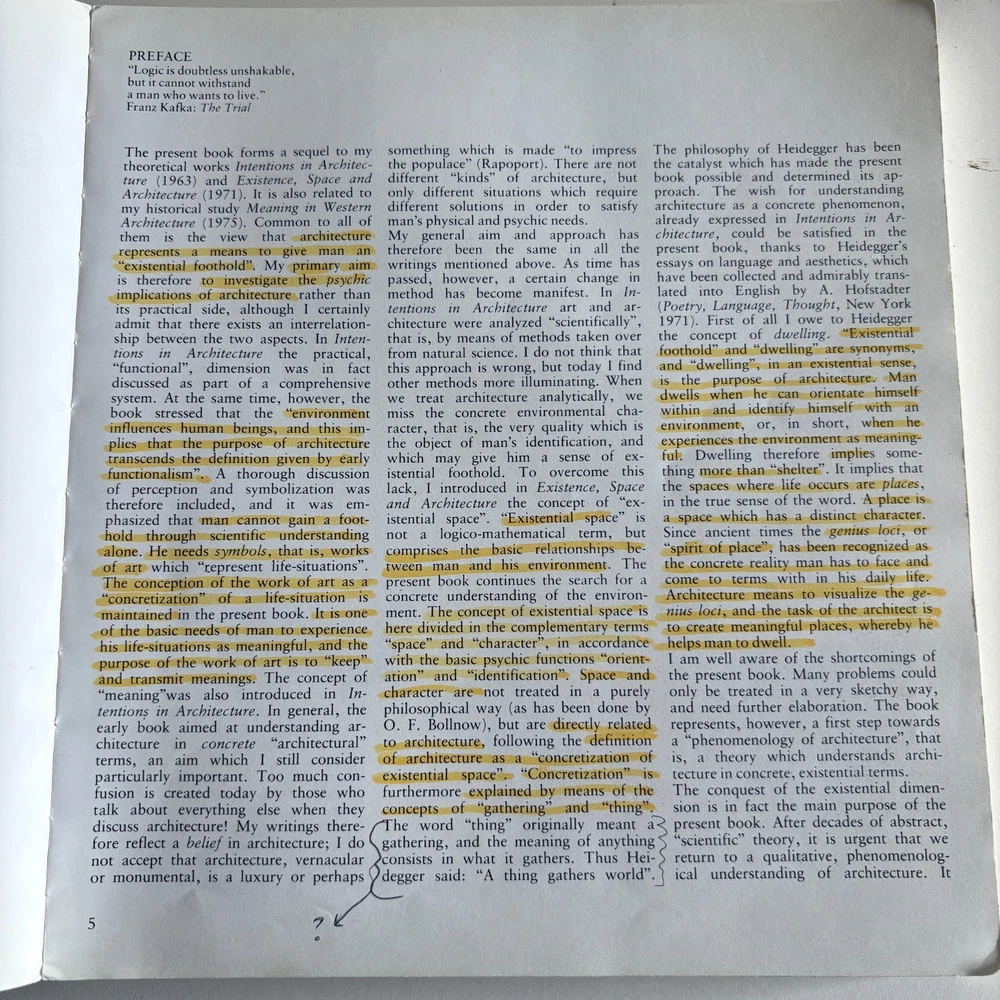 PREFACE
“Logic is doubtless unshakable,
but it cannot withstand
a man who wants to live.”
Franz Kafka: The Trial
The present book forms a sequel to my
theoretical works Intentions in Architec-
ture (1963) and Existence, Space and
Architecture (1971). It is also related to
my historical study Meaning in Western
Architecture (1975). Common to all of
them is the view that architecture
represents a means to give man an
“existential foothold”. My primary aim
is therefore to investigate the psychic
implications of architecture rather than
its practical side, although I certainly
admit that there exists an interrelation-
ship between the two aspects. In Inten-
tions in Architecture the practical,
“functional”, dimension was in fact
discussed as part of a comprehensive
system. At the same time, however, the
book stressed that the “environment
influences human beings, and this im-
plies that the purpose of architecture
transcends the definition given by early
functionalism”. A thorough discussion
of perception and symbolization was
therefore included, and it was em-
phasized that man cannot gain a foot-
hold through scientific understanding
alone. He needs symbols, that is, works
of art which “represent life-situations”.
The conception of the work of art as a
“concretization” of a life-situation is
maintained in the present book. It is one
of the basic needs of man to experience
his life-situations as meaningful, and the
purpose of the work of art is to “keep”
and transmit meanings. The concept of
“meaning”was also introduced in In-
tentions in Architecture. In general, the
early book aimed at understanding ar-
chitecture in concrete “architectural”
terms, an aim which I still consider
particularly important. Too much con-
fusion is created today by those who
talk about everything else when they
discuss architecture! My writings there-
fore reflect a belief in architecture; I do
not accept that architecture, vernacular
or monumental, is a luxury or perhaps
something which is made “to impress
the populace” (Rapoport). There are not
different “kinds” of architecture, but
only different situations which require
different solutions in order to satisfy
man’s physical and psychic needs.
My general aim and approach has
therefore been the same in all the
writings mentioned above. As time has
passed, however, a certain change in
method has become manifest. In In-
tentions in Architecture art and ar-
chitecture were analyzed “scientifically”,
that is, by means of methods taken over
from natural science. I do not think that
this approach is wrong, but today I find
other methods more illuminating. When
we treat architecture analytically, we
miss the concrete environmental cha-
racter, that is, the very quality which is
the object of man’s identification, and
which may give him a sense of ex-
istential foothold. To overcome this
lack, I introduced in Existence, Space
and Architecture the concept of “ex-
istential space”. “Existential space” is
not a logico-mathematical term, but
comprises the basic relationships be-
tween man and his environment. The
present book continues the search for a
concrete understanding of the environ-
ment. The concept of existential space is
here divided in the complementary terms
“space” and “character”, in accordance
with the basic psychic functions “orient-
ation” and “identification”. Space and
character are not treated in a purely
philosophical way (as has been done by
O. F. Bollnow), but are directly related
to architecture, following the definition
of architecture as a “concretization of
existential space”. “Concretization” is
furthermore explained by means of the
concepts of “gathering” and “thing”.
The word “thing” originally meant a
gathering, and the meaning of anything
consists in what it gathers. Thus Hei-
degger said: “A thing gathers world”.
The philosophy of Heidegger has been
the catalyst which has made the present
book possible and determined its ap-
proach. The wish for understanding
architecture as a concrete phenomenon,
already expressed in Intentions in Ar-
chitecture, could be satisfied in the
present book, thanks to Heidegger’s
essays on language and aesthetics, which
have been collected and admirably trans-
lated into English by A. Hofstadter
(Poetry, Language, Thought, New York
1971). First of all I owe to Heidegger
the concept of dwelling. “Existential
foothold” and “dwelling” are synonyms,
and “dwelling”, in an existential sense,
is the purpose of architecture. Man
dwells when he can orientate himself
within and identify himself with an
environment, or, in short, when he
experiences the environment as meaning-
ful. Dwelling therefore implies some-
thing more than “shelter”. It implies that
the spaces where life occurs are places,
in the true sense of the word. A place is
a space which has a distinct character.
Since ancient times the genius loci, or
“spirit of place”, has been recognized as
the concrete reality man has to face and
come to terms with in his daily life.
Architecture means to visualize the ge-
nius loci, and the task of the architect is
to create meaningful places, whereby he
helps man to dwell.
I am well aware of the shortcomings of
the present book. Many problems could
only be treated in a very sketchy way,
and need further elaboration. The book
represents, however, a first step towards
a “phenomenology of architecture”, that
is, a theory which understands archi-
tecture in concrete, existential terms.
The conquest of the existential dimen-
sion is in fact the main purpose of the
present book. After decades of abstract,
“scientific” theory, it is urgent that we
return to a qualitative, phenomenolog-
ical understanding of architecture. It
?
5